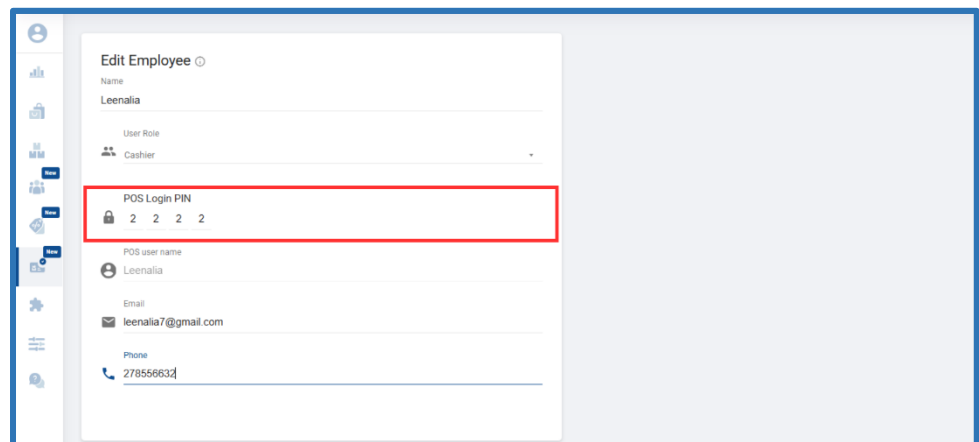 Edit Employee
Name
Leenalia
User Role
Cashier
New
POS Login PIN
2 2 2 2
New
POS user name
New
Leenalia
Email
leenalia7@gmail.com
Phone
278556632